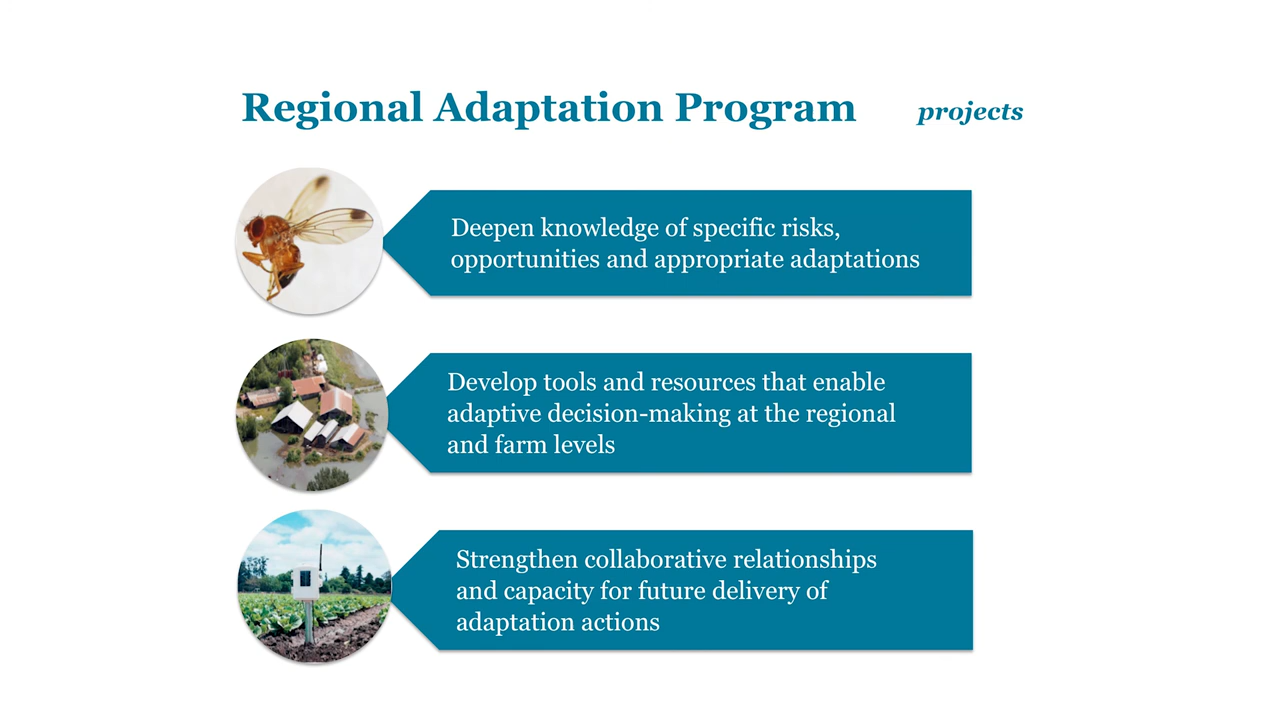 Regional Adaptation Program projects
Deepen knowledge of specific risks,
opportunities and appropriate adaptations
Develop tools and resources that enable
adaptive decision-making at the regional
and farm levels
Strengthen collaborative relationships
and capacity for future delivery of
adaptation actions